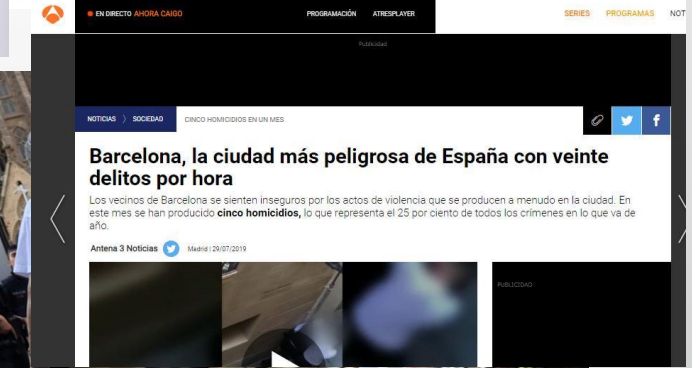 EN DIRECTO AHORA CAIGO PROGRAMACIÓN ATRESPLAYER SERIES PROGRAMAS NOT
Publicidad
NOTICIAS 〉 SOCIEDAD CINCO HOMICIDIOS EN UN MES
Barcelona, la ciudad más peligrosa de España con veinte
delitos por hora
Los vecinos de Barcelona se sienten inseguros por los actos de violencia que se producen a menudo en la ciudad. En
este mes se han producido cinco homicidios, lo que representa el 25 por ciento de todos los crímenes en lo que va de
año.
Antena 3 Noticias Madrid | 29/07/2019
PUBLICIDAD